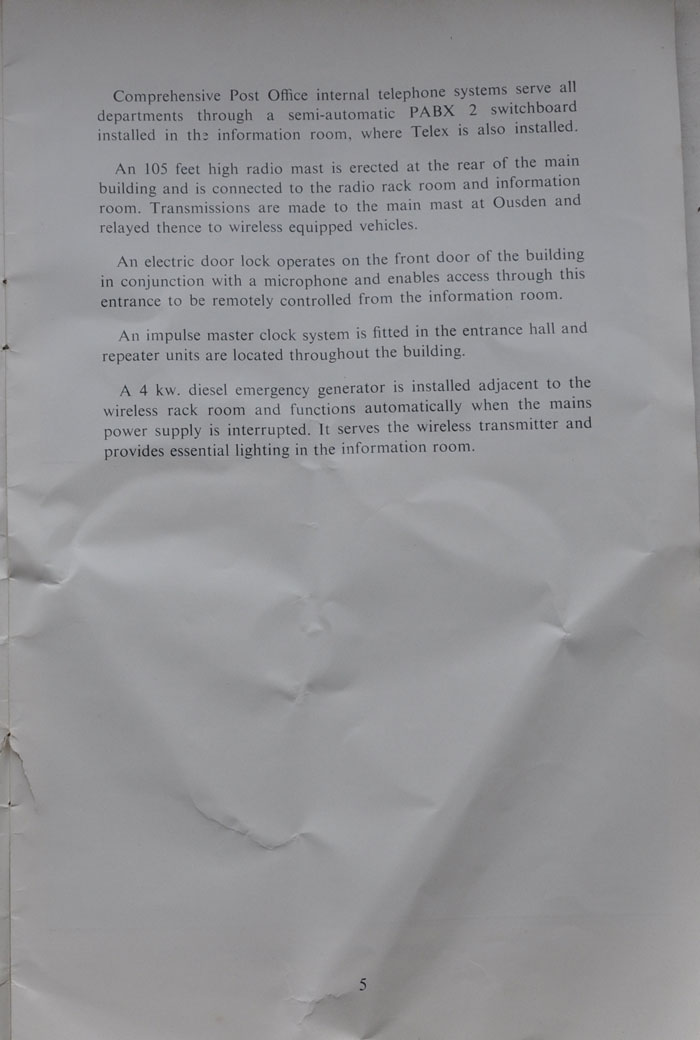 Comprehensive Post Office internal telephone systems serve all
departments through a semi-automatic PABX 2 switchboard
installed in the information room, where Telex is also installed.
An 105 feet high radio mast is erected at the rear of the main
building and is connected to the radio rack room and information
room. Transmissions are made to the main mast at Ousden and
relayed thence to wireless equipped vehicles.
An electric door lock operates on the front door of the building
in conjunction with a microphone and enables access through this
entrance to be remotely controlled from the information room.
An impulse master clock system is fitted in the entrance hall and
repeater units are located throughout the building.
A 4 kw. diesel emergency generator is installed adjacent to the
wireless rack room and functions automatically when the mains
power supply is interrupted. It serves the wireless transmitter and
provides essential lighting in the information room.
5